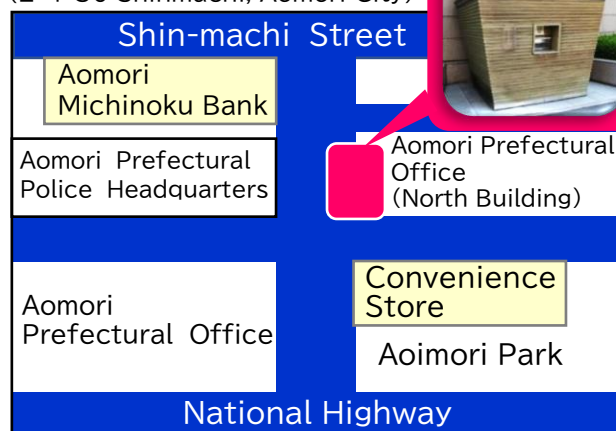 Shin-machi Street
Aomori
Michinoku Bank
Aomori Prefectural
Police Headquarters
Aomori Prefectural
Office
(North Building)
Aomori
Prefectural Office
Convenience
Store
Aoimori Park
National Highway